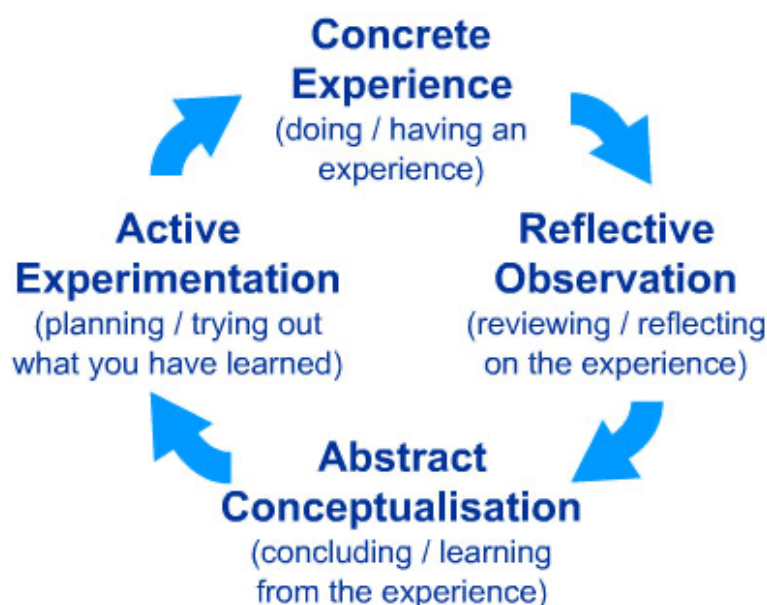 Concrete
Experience
(doing / having an
experience)
Reflective
Observation
(reviewing / reflecting
on the experience)
Abstract
Conceptualisation
(concluding / learning
from the experience)
Active
Experimentation
(planning / trying out
what you have learned)